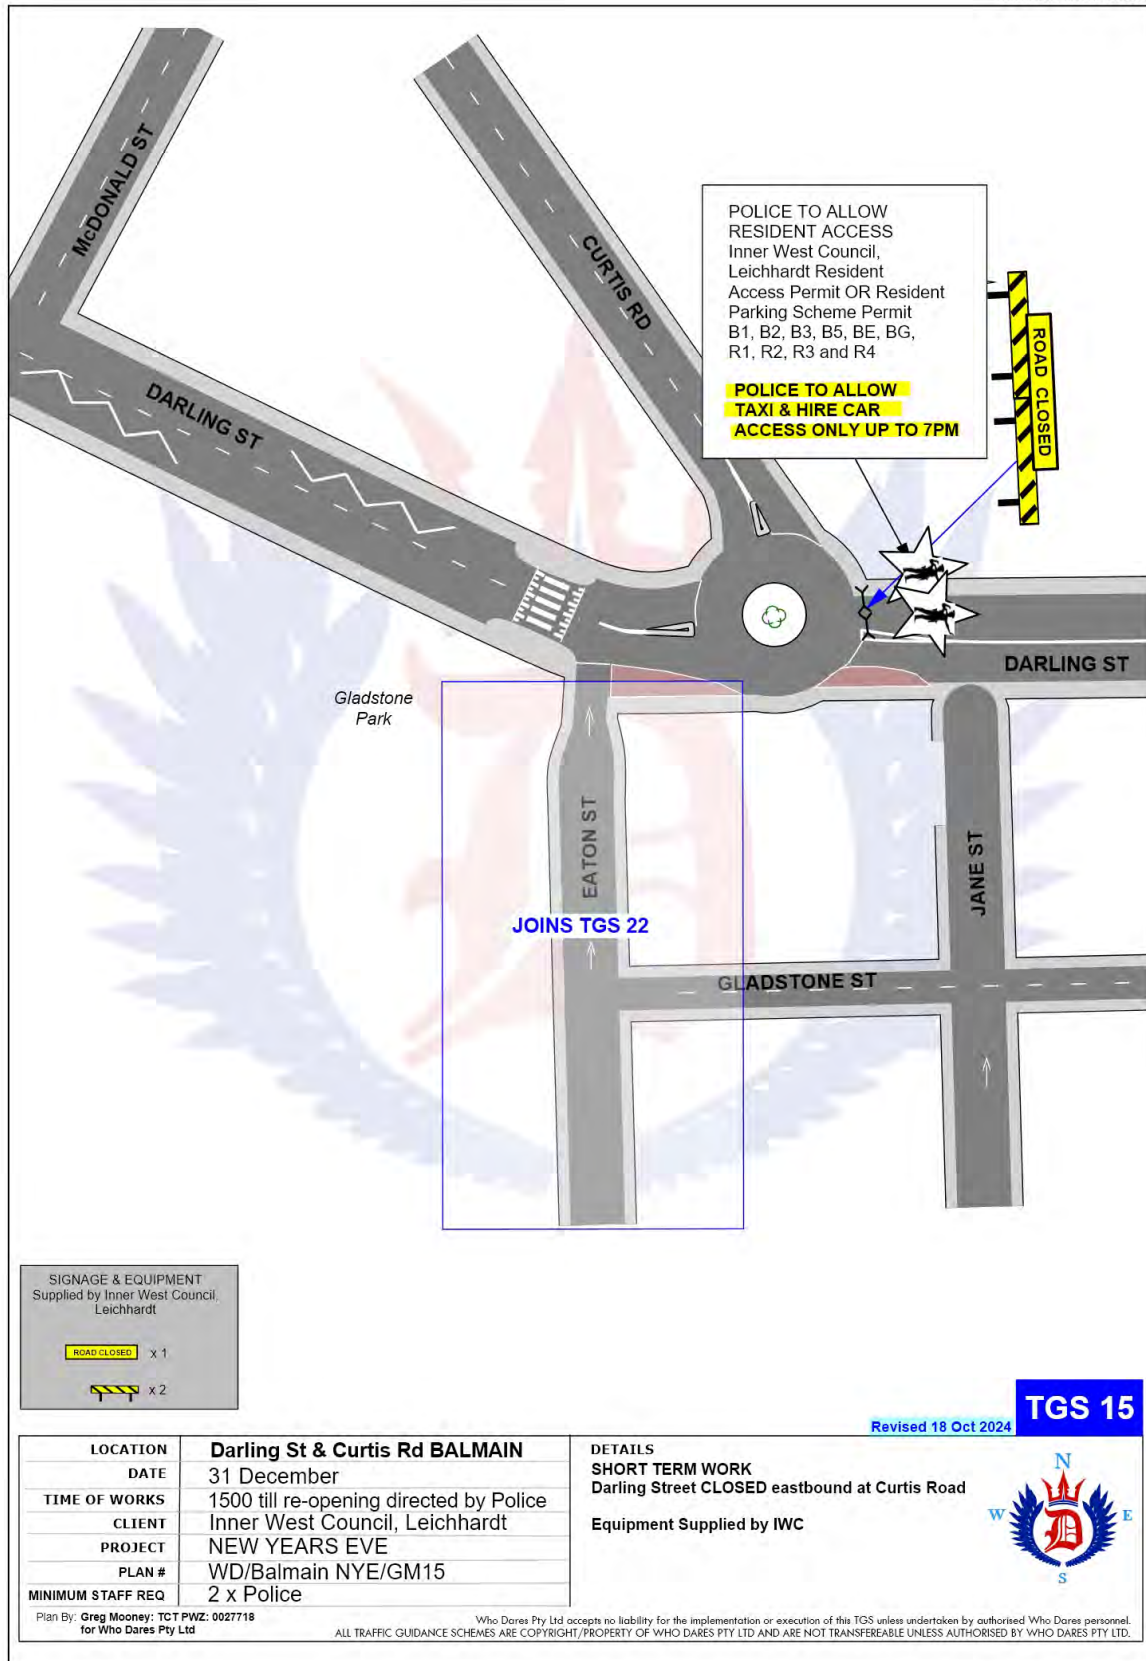 McDONALD ST
CURTIS RD
POLICE TO ALLOW
RESIDENT ACCESS
Inner West Council,
Leichhardt Resident
Access Permit OR Resident
Parking Scheme Permit
B1, B2, B3, B5, BE, BG,
R1, R2, R3 and R4
POLICE TO ALLOW
TAXI & HIRE CAR
ACCESS ONLY UP TO 7PM
ROAD CLOSED
DARLING ST
DARLING ST
Gladstone
Park
EATON ST
JANE ST
JOINS TGS 22
GLADSTONE ST
SIGNAGE & EQUIPMENT
Supplied by Inner West Council,
Leichhardt
ROAD CLOSED x 1
x 2
TGS 15
Revised 18 Oct 2024
LOCATION Darling St & Curtis Rd BALMAIN
DATE 31 December
TIME OF WORKS 1500 till re-opening directed by Police
CLIENT Inner West Council, Leichhardt
PROJECT NEW YEARS EVE
PLAN # WD/Balmain NYE/GM15
MINIMUM STAFF REQ 2 x Police
DETAILS
SHORT TERM WORK
Darling Street CLOSED eastbound at Curtis Road
Equipment Supplied by IWC
N
W E
D
S
Plan By: Greg Mooney: TCT PWZ: 0027718
for Who Dares Pty Ltd
Who Dares Pty Ltd accepts no liability for the implementation or execution of this TGS unless undertaken by authorised Who Dares personnel.
ALL TRAFFIC GUIDANCE SCHEMES ARE COPYRIGHT/PROPERTY OF WHO DARES PTY LTD AND ARE NOT TRANSFEREABLE UNLESS AUTHORISED BY WHO DARES PTY LTD.